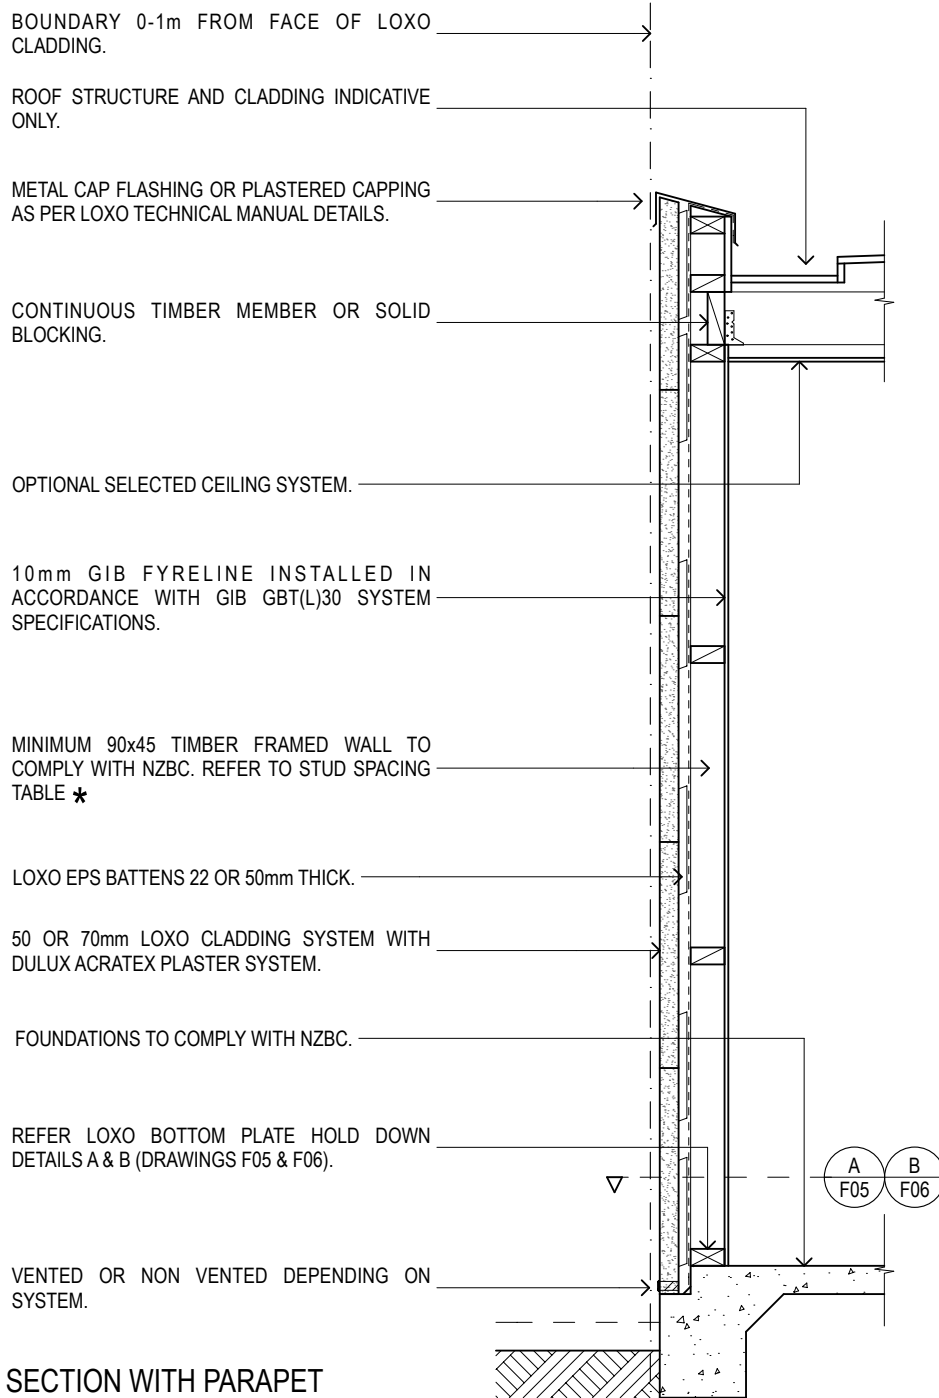 BOUNDARY 0-1m FROM FACE OF LOXO
CLADDING.
ROOF STRUCTURE AND CLADDING INDICATIVE
ONLY.
METAL CAP FLASHING OR PLASTERED CAPPING
AS PER LOXO TECHNICAL MANUAL DETAILS.
CONTINUOUS TIMBER MEMBER OR SOLID
BLOCKING.
OPTIONAL SELECTED CEILING SYSTEM.
10mm GIB FYRELINE INSTALLED IN
ACCORDANCE WITH GIB GBT(L)30 SYSTEM
SPECIFICATIONS.
MINIMUM 90x45 TIMBER FRAMED WALL TO
COMPLY WITH NZBC. REFER TO STUD SPACING
TABLE *
LOXO EPS BATTENS 22 OR 50mm THICK.
50 OR 70mm LOXO CLADDING SYSTEM WITH
DULUX ACRATEX PLASTER SYSTEM.
FOUNDATIONS TO COMPLY WITH NZBC.
REFER LOXO BOTTOM PLATE HOLD DOWN
DETAILS A & B (DRAWINGS F05 & F06).
A B
F05 F06
VENTED OR NON VENTED DEPENDING ON
SYSTEM.
SECTION WITH PARAPET